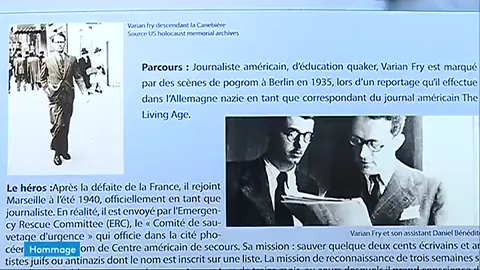 Varian fry descendant la Canebière
Source US holocaust memorial archives
Parcours : Journaliste américain, d'éducation quaker, Varian Fry est marqué
par des scènes de pogrom à Berlin en 1935, lors d'un reportage qu'il effectue
dans l'Allemagne nazie en tant que correspondant du journal américain The
Living Age.
Le héros :Après la défaite de la France, il rejoint
Marseille à l'été 1940, officiellement en tant que
journaliste. En réalité, il est envoyé par l'Emergen-
cy Rescue Committee (ERC), le « Comité de sau-
vetage d'urgence » qui officie dans la cité pho-
Varian Fry et son assistant Daniel Bénédite
céenne om de Centre américain de secours. Sa mission : sauver quelque deux cents écrivains et ar-
tistes juifs ou antinazis dont le nom est inscrit sur une liste. La mission de reconnaissance de trois semaines s
Hommage